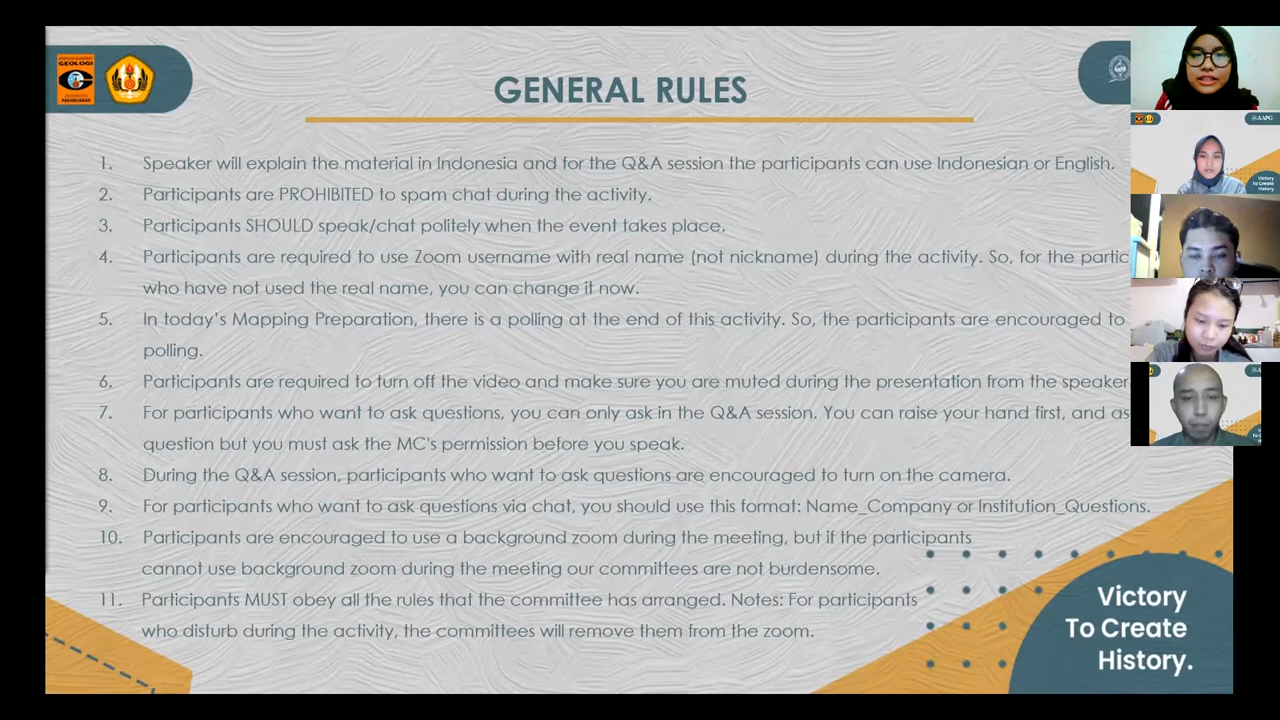 GEOLOGI
PADJADJARAN
GENERAL RULES
AAPG
1. Speaker will explain the material in Indonesia and for the Q&A session the participants can use Indonesian or English.
2. Participants are PROHIBITED to spam chat during the activity.
3. Participants SHOULD speak/chat politely when the event takes place.
4. Participants are required to use Zoom username with real name (not nickname) during the activity. So, for the partic
who have not used the real name, you can change it now.
5. In today's Mapping Preparation, there is a polling at the end of this activity. So, the participants are encouraged to
polling.
6. Participants are required to turn off the video and make sure you are muted during the presentation from the speaker
7. For participants who want to ask questions, you can only ask in the Q&A session. You can raise your hand first, and as
question but you must ask the MC's permission before you speak.
8. During the Q&A session, participants who want to ask questions are encouraged to turn on the camera.
9. For participants who want to ask questions via chat, you should use this format: Name_Company or Institution_Questions.
10. Participants are encouraged to use a background zoom during the meeting, but if the participants
cannot use background zoom during the meeting our committees are not burdensome.
11. Participants MUST obey all the rules that the committee has arranged. Notes: For participants
who disturb during the activity, the committees will remove them from the zoom.
Victory
To Create
History.
Victory
To Create
History.